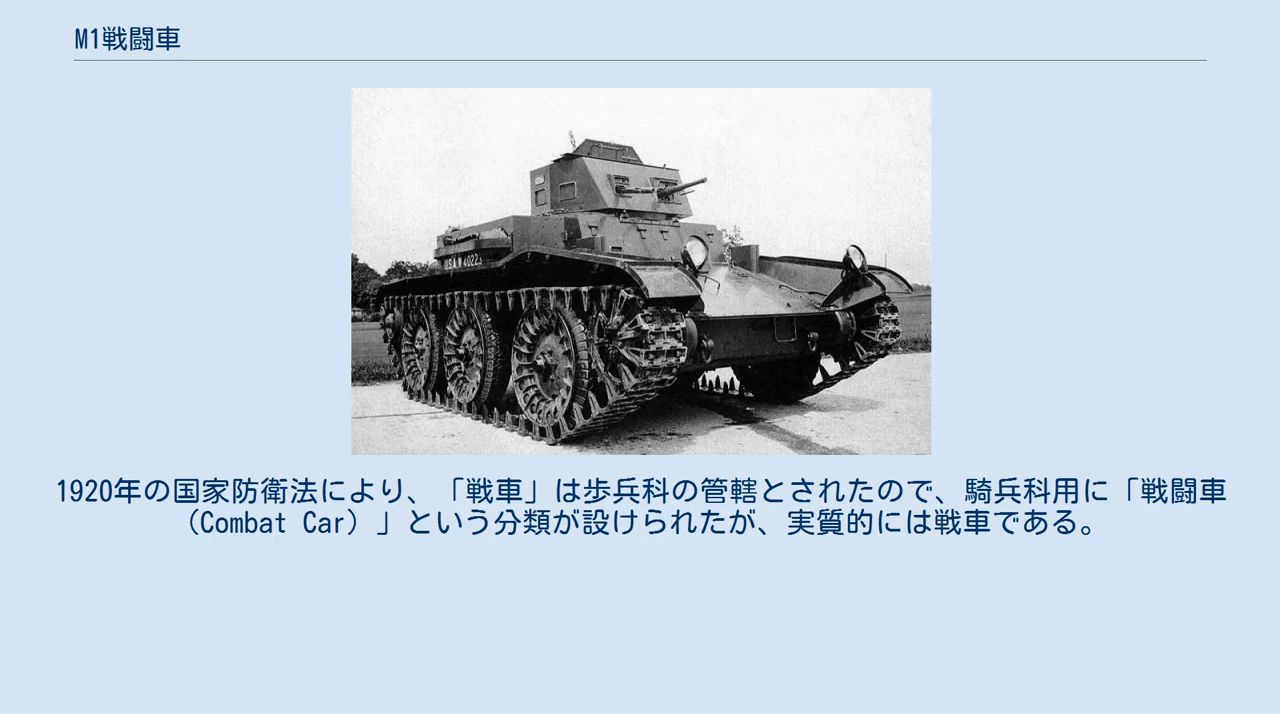 M1戦闘車
U.S.A. W 40223
1920年の国家防衛法により、「戦車」は歩兵科の管轄とされたので、騎兵科用に「戦闘車
（Combat Car）」という分類が設けられたが、実質的には戦車である。